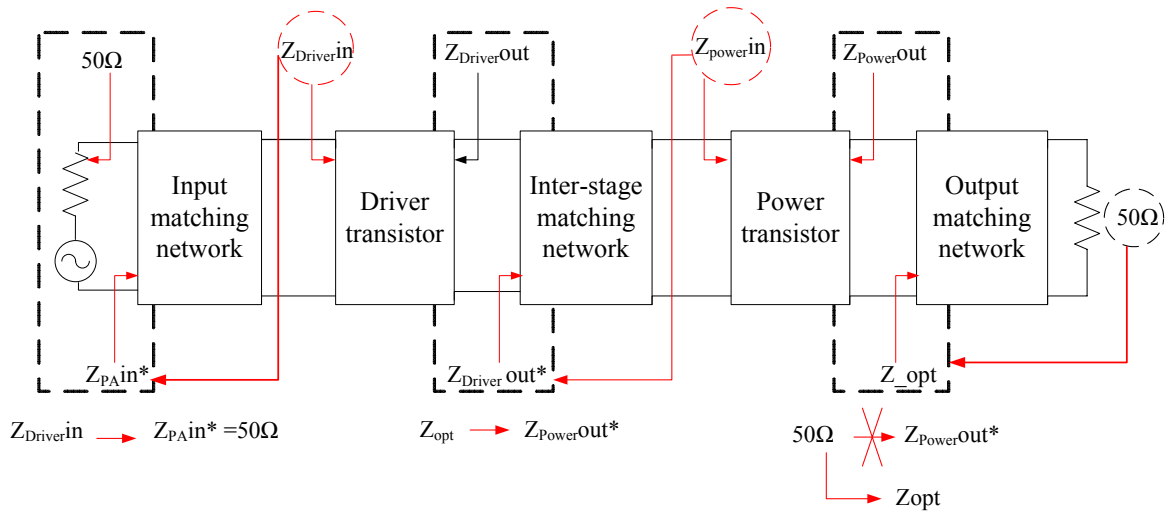 50Ω
Z_Driver in
Z_Driver out
Z_power in
Z_Power out
Input
matching
network
Driver
transistor
Inter-stage
matching
network
Power
transistor
Output
matching
network
50Ω
Z_PA in*
Z_Driver out*
Z_opt
Z_Driver in Z_PA in* =50Ω
Z_opt Z_Power out*
50Ω Z_Power out*
Zopt